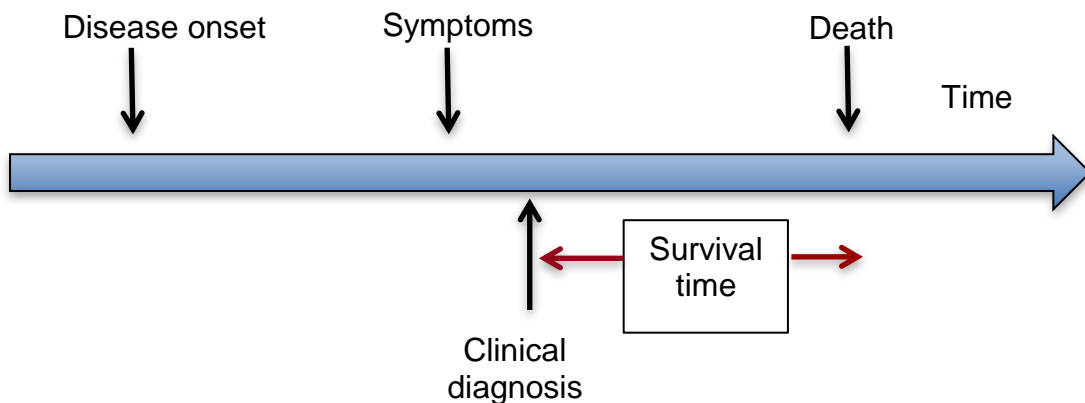 Disease onset
Symptoms
Death
Time
Survival
time
Clinical
diagnosis